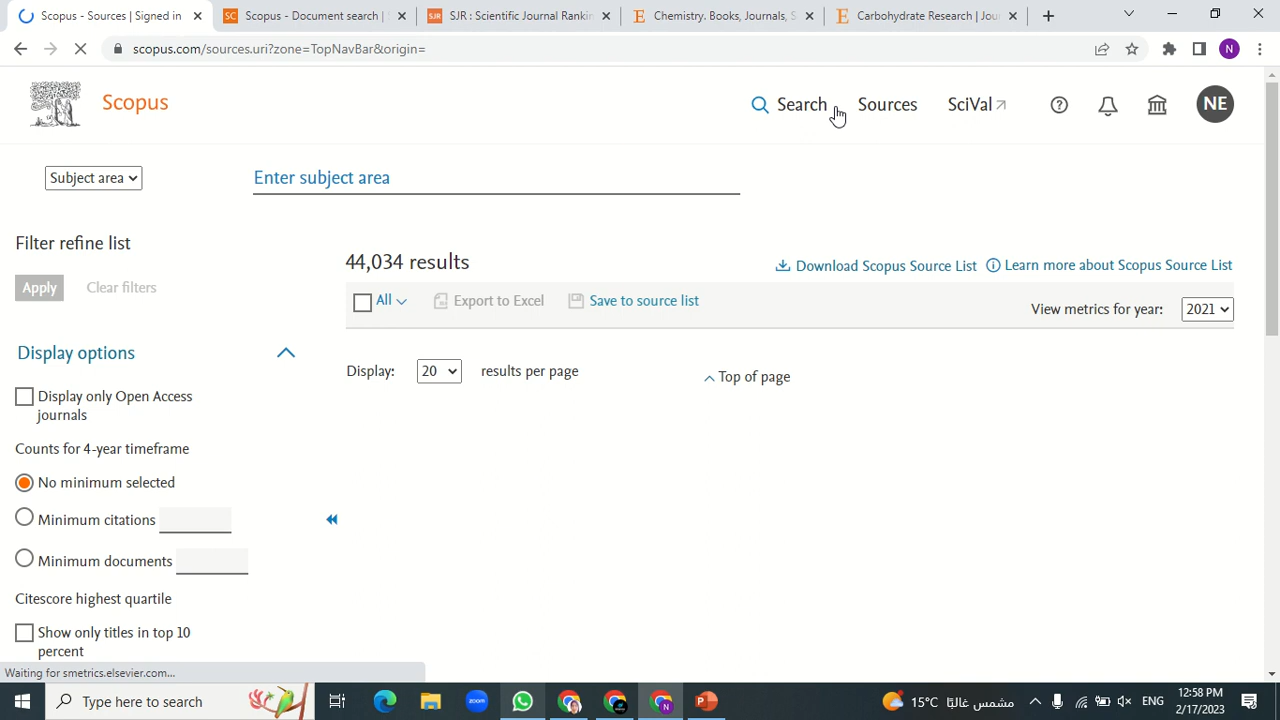 Scopus - Sources | Signed in
Scopus - Document search |
SJR : Scientific Journal Rankin
Chemistry. Books, Journals, S
Carbohydrate Research | Jou
scopus.com/sources.uri?zone=TopNavBar&origin=
N
Scopus
Search
Sources
SciVal
NE
Subject area
Enter subject area
Filter refine list
Apply
Clear filters
44,034 results
Download Scopus Source List
Learn more about Scopus Source List
All
Export to Excel
Save to source list
View metrics for year:
2021
Display options
Display:
20
results per page
Top of page
Display only Open Access
journals
Counts for 4-year timeframe
No minimum selected
Minimum citations
Minimum documents
Citescore highest quartile
Show only titles in top 10
percent
Waiting for smetrics.elsevier.com...
Type here to search
zoom
15°C
مشمس غالبًا
ENG
12:58 PM
2/17/2023